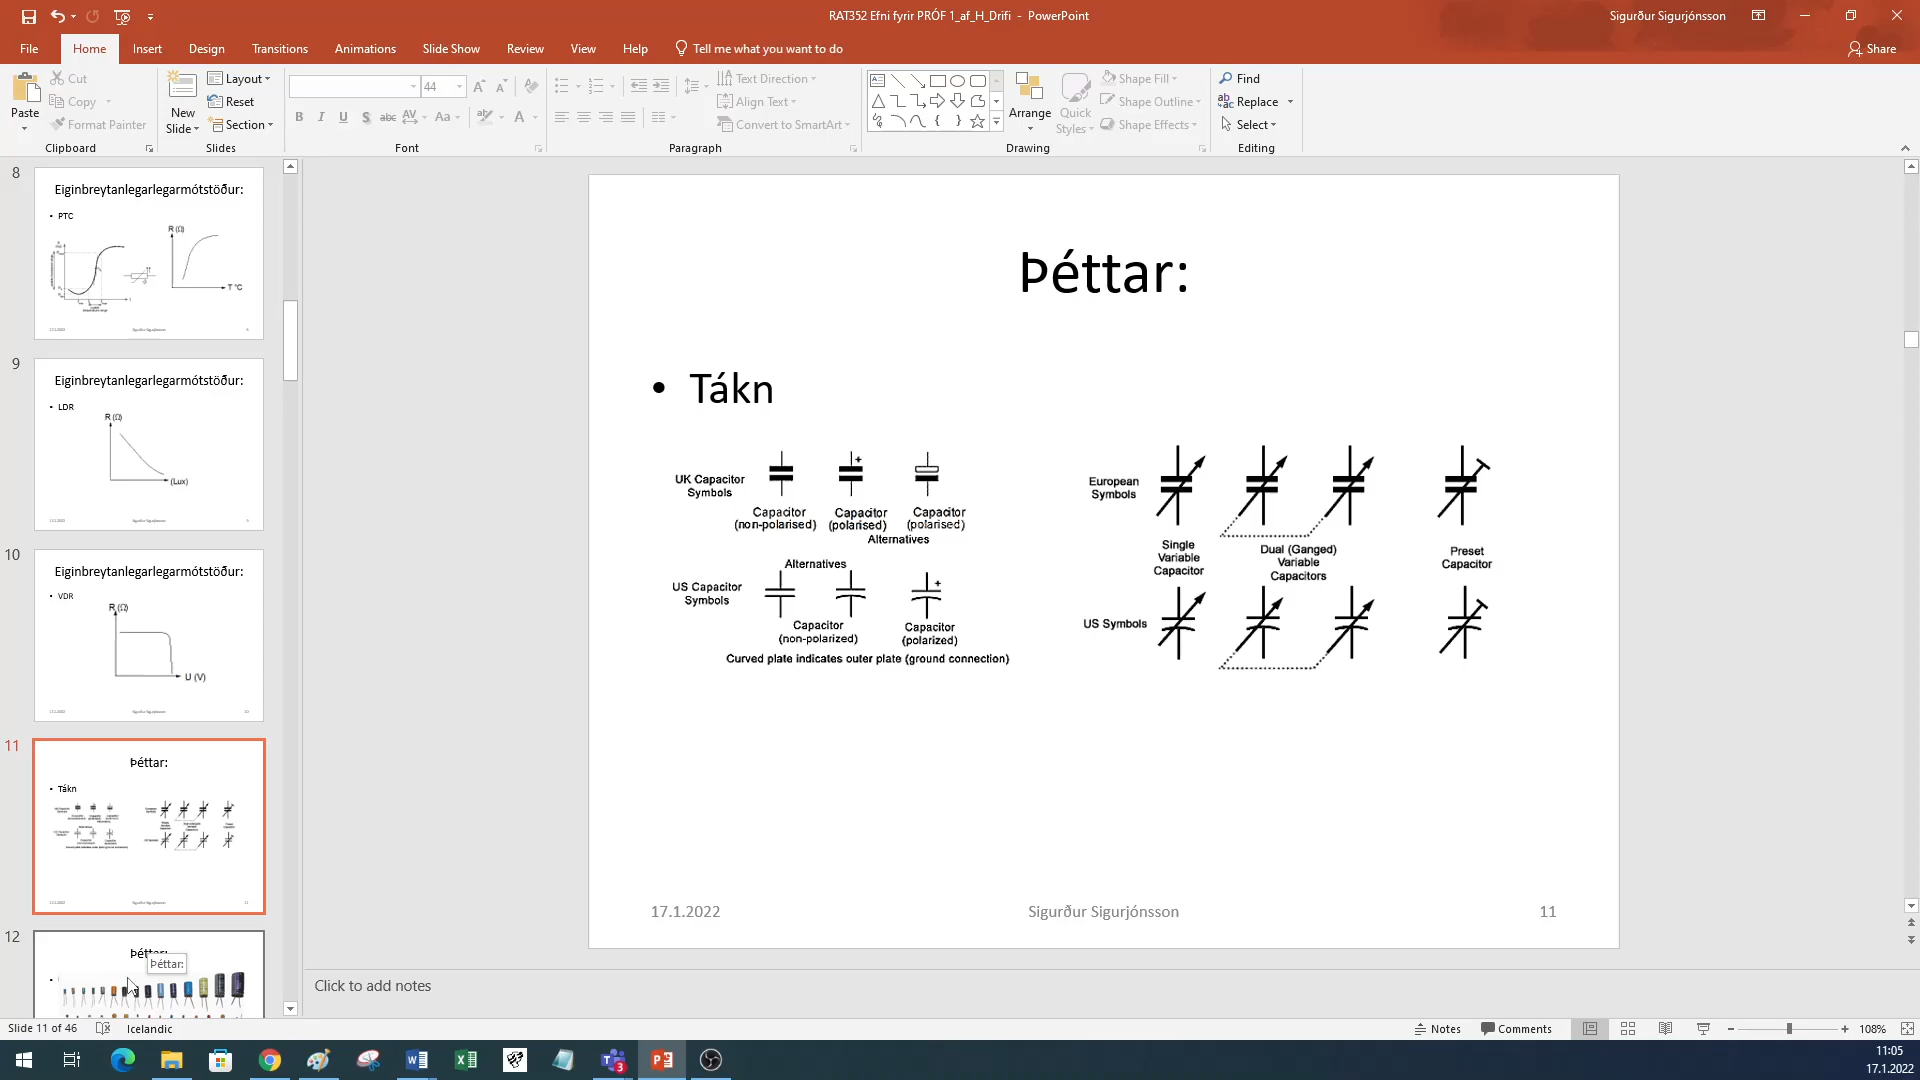 RAT352 Efni fyrir PRÓF 1_af_H_Drifi - PowerPoint
Sigurður Sigurjónsson
File Home Insert Design Transitions Animations Slide Show Review View Help Tell me what you want to do
Share
Paste
Cut
Copy
Format Painter
Clipboard
New Slide
Layout
Reset
Section
Slides
44
B I U S abc AV Aa A
Font
Text Direction
Align Text
Convert to SmartArt
Paragraph
Arrange
Quick Styles
Shape Fill
Shape Outline
Shape Effects
Drawing
Find
Replace
Select
Editing
8
Eiginbreytanlegarlegarmótstöður:
• PTC
R (Ω)
T °C
9
Eiginbreytanlegarlegarmótstöður:
• LDR
R (Ω)
(Lux)
10
Eiginbreytanlegarlegarmótstöður:
• VDR
R (Ω)
U (V)
11
Þéttar:
• Tákn
12
Þéttar:
Þéttar:
• Tákn
UK Capacitor
Symbols
+
Capacitor
(non-polarised)
Capacitor
(polarised)
Capacitor
(polarised)
Alternatives
Alternatives
US Capacitor
Symbols
+
Capacitor
(non-polarized)
Capacitor
(polarized)
Curved plate indicates outer plate (ground connection)
European
Symbols
Single
Variable
Capacitor
Dual (Ganged)
Variable
Capacitors
Preset
Capacitor
US Symbols
17.1.2022
Sigurður Sigurjónsson
11
Click to add notes
Slide 11 of 46
Icelandic
Notes
Comments
108%
3
11:05
17.1.2022